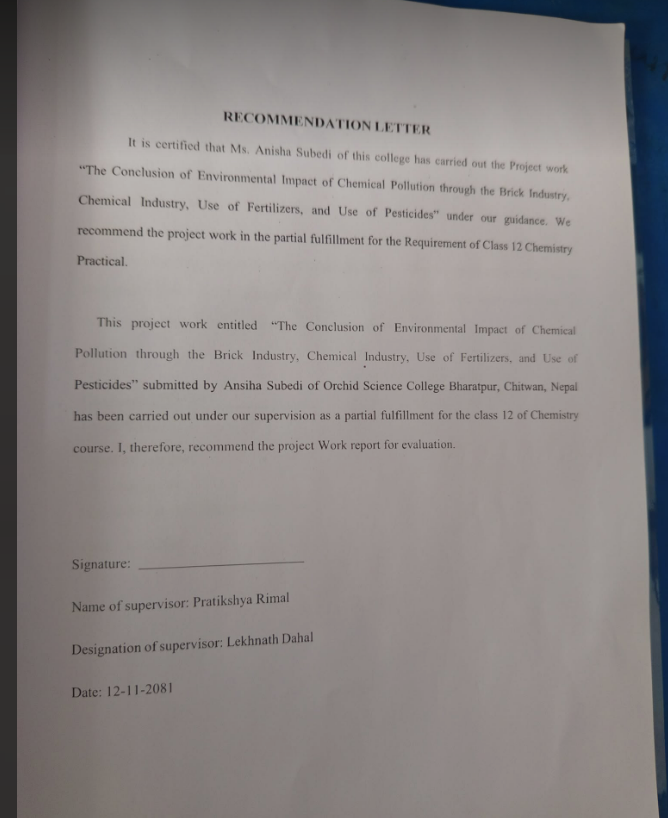 RECOMMENDATION LETTER
It is certified that Ms. Anisha Subedi of this college has carried out the Project work
“The Conclusion of Environmental Impact of Chemical Pollution through the Brick Industry,
Chemical Industry, Use of Fertilizers, and Use of Pesticides” under our guidance. We
recommend the project work in the partial fulfillment for the Requirement of Class 12 Chemistry
Practical.
This project work entitled “The Conclusion of Environmental Impact of Chemical
Pollution through the Brick Industry, Chemical Industry, Use of Fertilizers, and Use of
Pesticides” submitted by Ansiha Subedi of Orchid Science College Bharatpur, Chitwan, Nepal
has been carried out under our supervision as a partial fulfillment for the class 12 of Chemistry
course. I, therefore, recommend the project Work report for evaluation.
Signature: ____________________
Name of supervisor: Pratikshya Rimal
Designation of supervisor: Lekhnath Dahal
Date: 12-11-2081